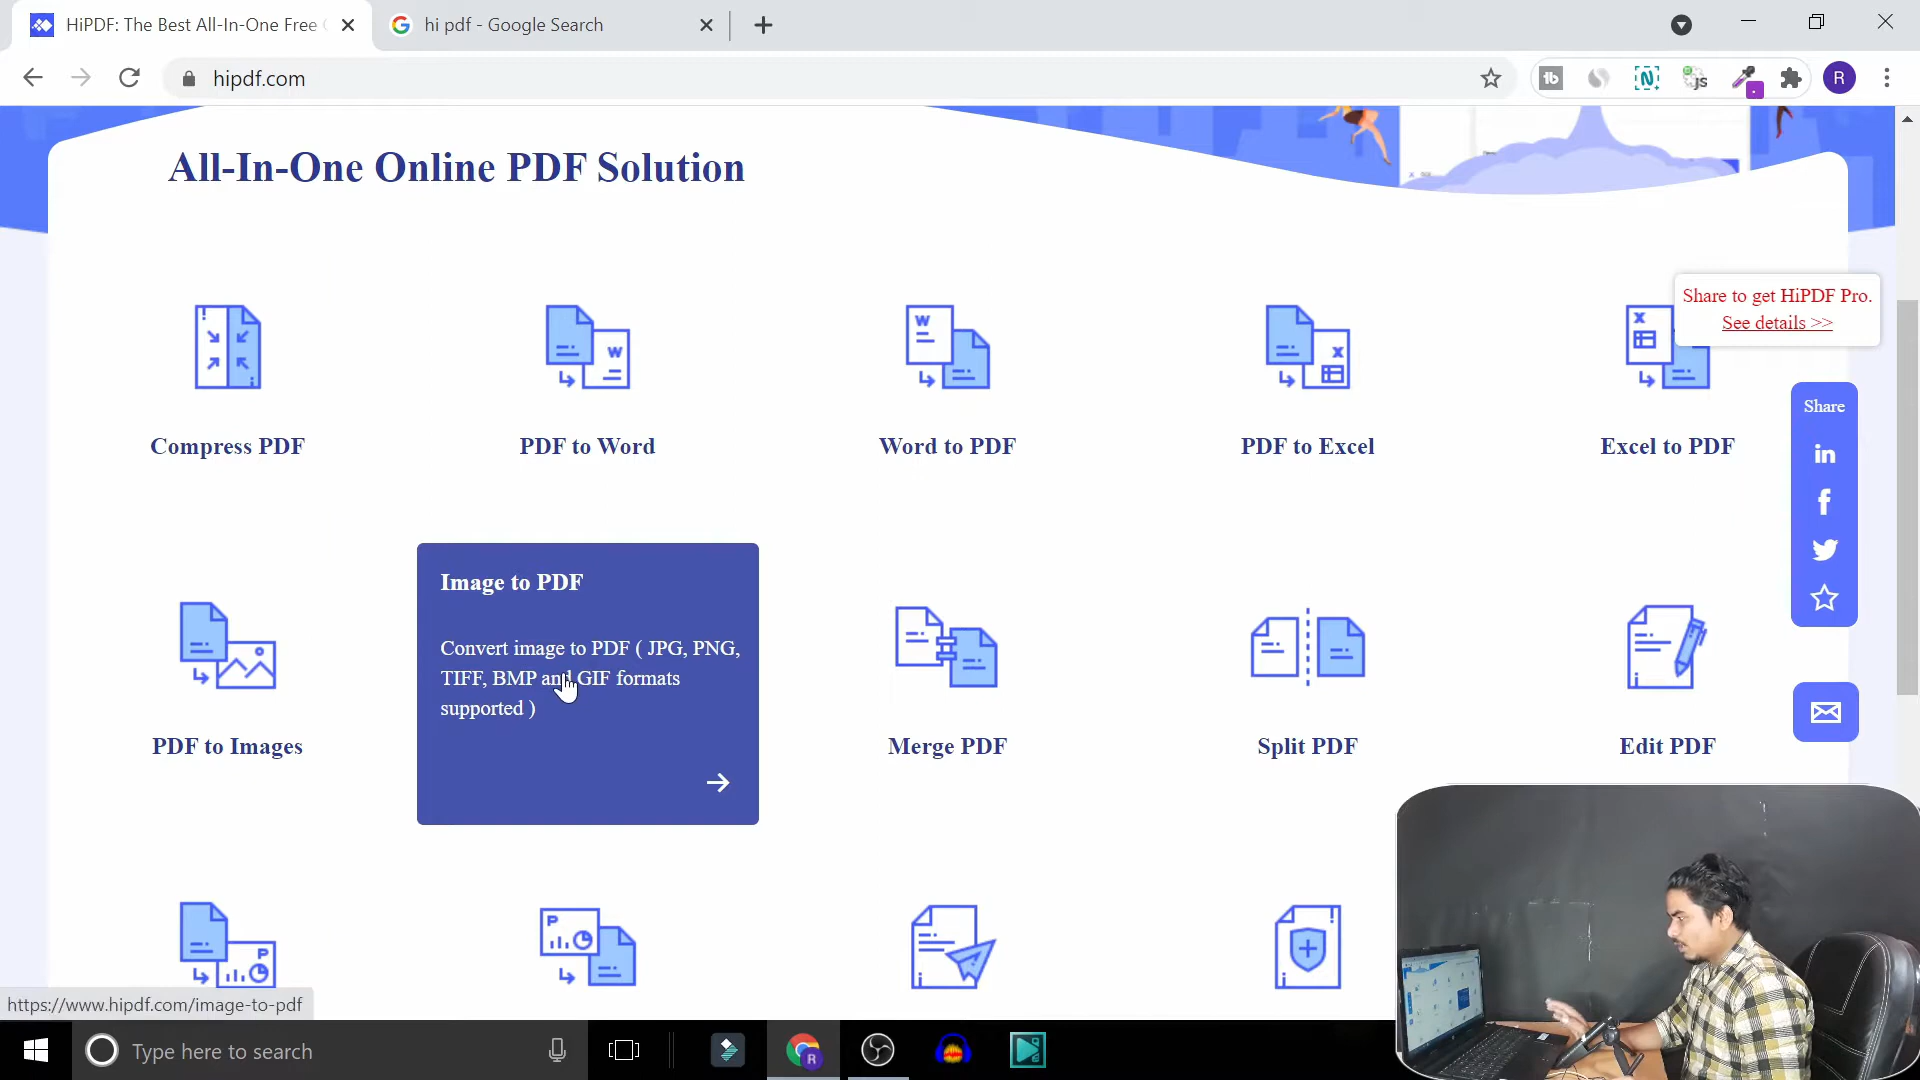 HiPDF: The Best All-In-One Free
hi pdf - Google Search
hipdf.com
R
All-In-One Online PDF Solution
Share to get HiPDF Pro.
See details >>
Share
Compress PDF
PDF to Word
Word to PDF
PDF to Excel
Excel to PDF
Image to PDF
Convert image to PDF ( JPG, PNG,
TIFF, BMP and GIF formats
supported )
PDF to Images
Merge PDF
Split PDF
Edit PDF
https://www.hipdf.com/image-to-pdf
Type here to search